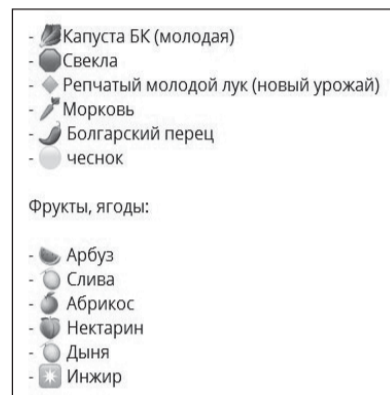 - Капуста БК (молодая)
- Свекла
- Репчатый молодой лук (новый урожай)
- Морковь
- Болгарский перец
- чеснок
Фрукты, ягоды:
- Арбуз
- Слива
- Абрикос
- Нектарин
- Дыня
- Инжир